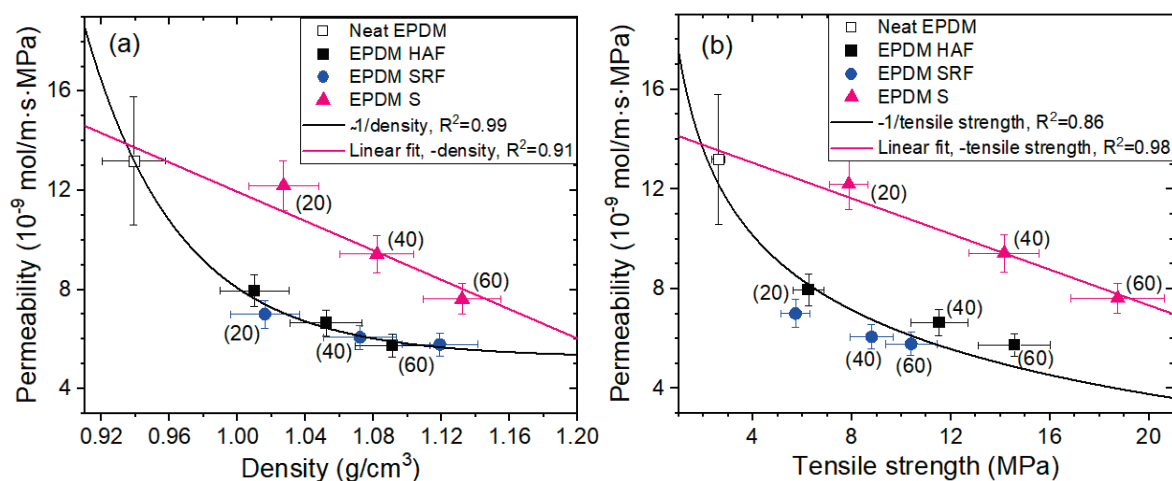 (a)
Neat EPDM
EPDM HAF
EPDM SRF
EPDM S
~1/density, R²=0.99
Linear fit, ~density, R²=0.91
Permeability (10⁻⁹ mol/m·s·MPa)
16
12
8
4
(20)
(40)
(60)
(20)
(40)
(60)
0.92
0.96
1.00
1.04
1.08
1.12
1.16
1.20
Density (g/cm³)
(b)
Neat EPDM
EPDM HAF
EPDM SRF
EPDM S
~1/tensile strength, R²=0.86
Linear fit, ~tensile strength, R²=0.98
Permeability (10⁻⁹ mol/m·s·MPa)
16
12
8
4
(20)
(40)
(60)
(20)
(40)
(60)
(40)
(60)
4
8
12
16
20
Tensile strength (MPa)